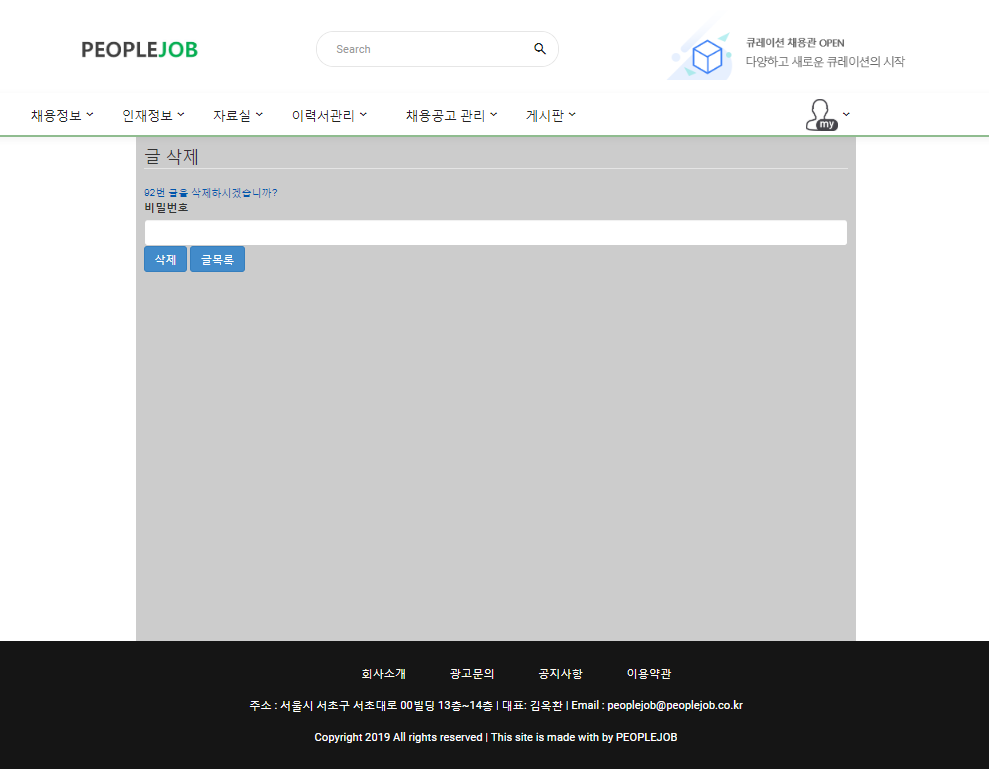 PEOPLEJOB
Search
큐레이션 채용관 OPEN
다양하고 새로운 큐레이션의 시작
채용정보 인재정보 자료실 이력서관리 채용공고 관리 게시판 my
글 삭제
92번 글을 삭제하시겠습니까?
비밀번호
삭제 글목록
회사소개 광고문의 공지사항 이용약관
주소 : 서울시 서초구 서초대로 00빌딩 13층~14층 | 대표: 김옥환 | Email : peoplejob@peoplejob.co.kr
Copyright 2019 All rights reserved | This site is made with by PEOPLEJOB